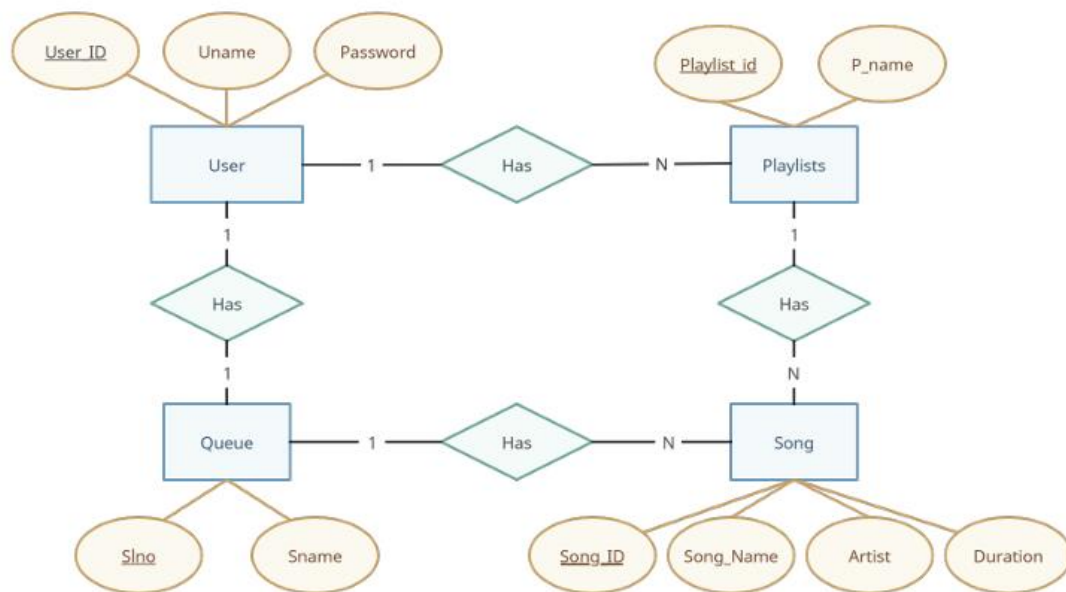 User_ID
Uname
Password
Playlist_id
P_name
User
1
Has
N
Playlists
1
1
Has
Has
1
N
Queue
1
Has
N
Song
Slno
Sname
Song_ID
Song_Name
Artist
Duration